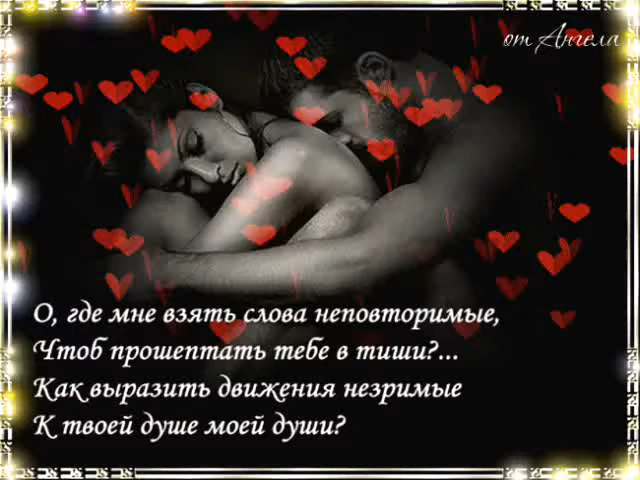 от Ангела
О, где мне взять слова неповторимые,
Чтоб прошептать тебе в тиши?...
Как выразить движения незримые
К твоей душе моей души?